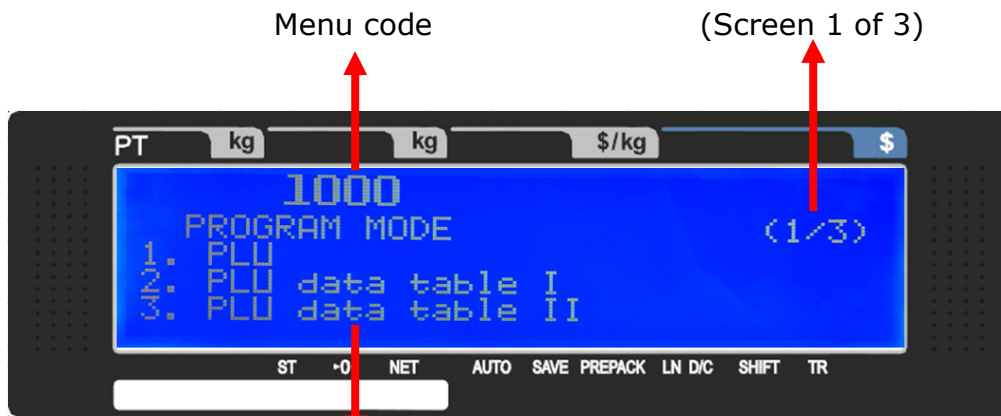 Menu code (Screen 1 of 3)
PT kg kg $/kg $
1000
PROGRAM MODE (1/3)
1. PLU
2. PLU data table I
3. PLU data table II
ST ▸0 NET AUTO SAVE PREPACK LN D/C SHIFT TR